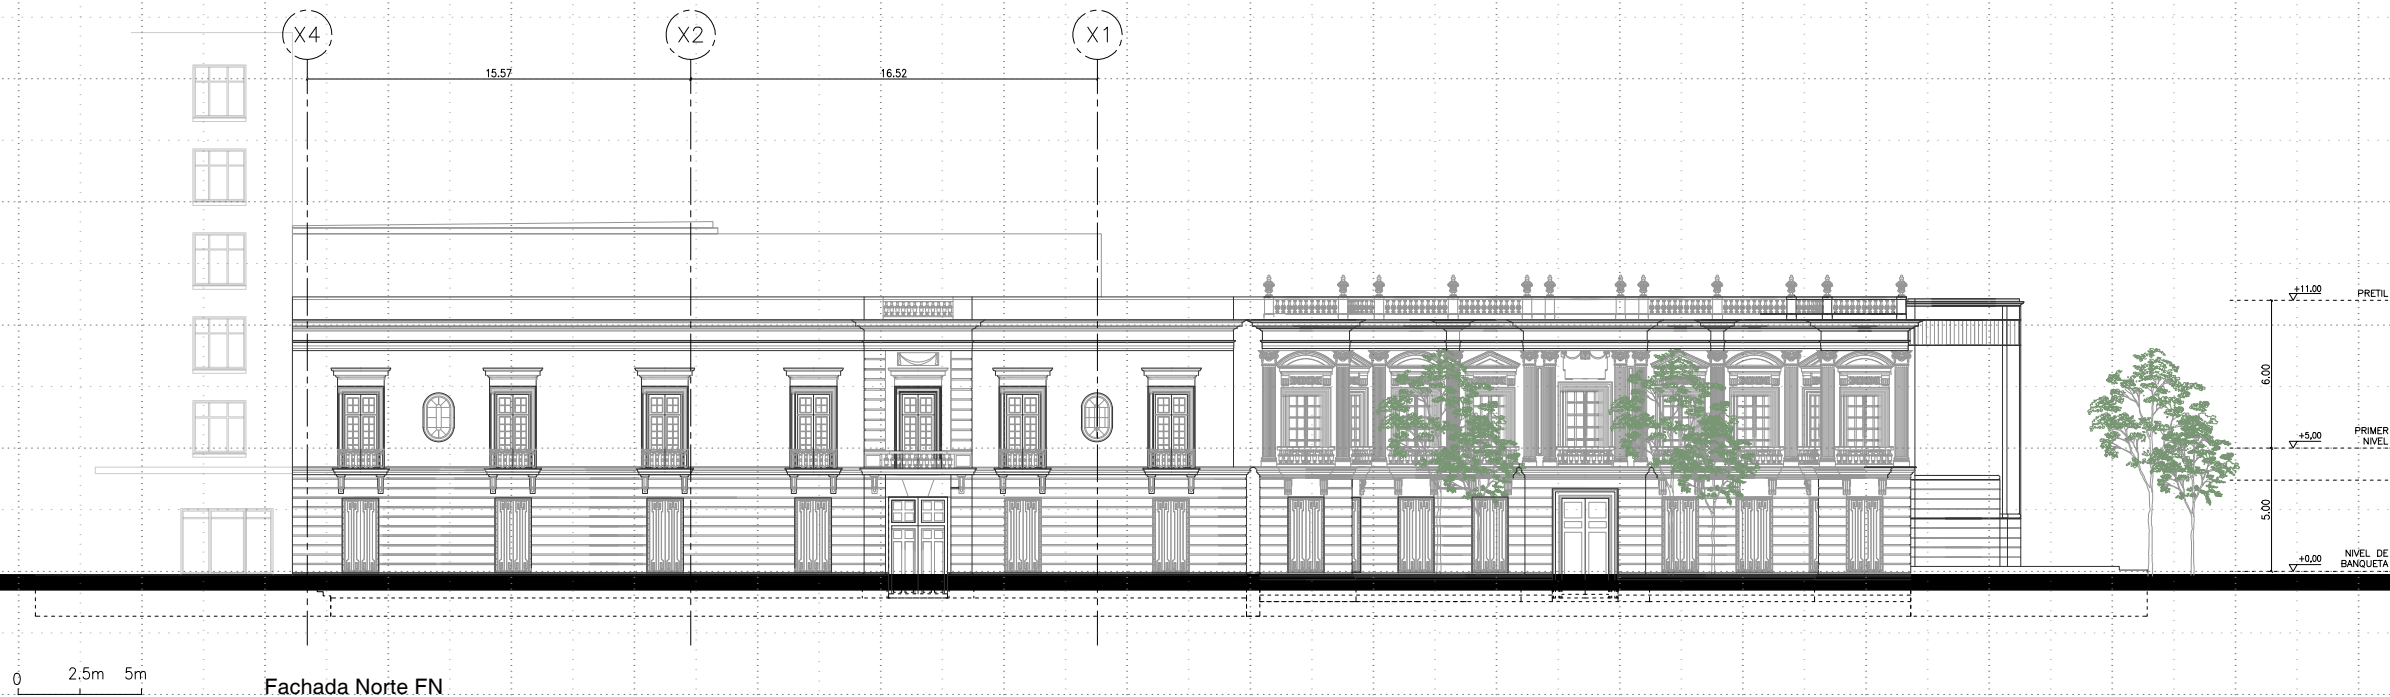 X4
X2
X1
15.57
16.52
+11.00
PRETIL
6.00
+5,00
PRIMER
NIVEL
5.00
+0,00
NIVEL DE
BANQUETA
0
2.5m
5m
Fachada Norte FN